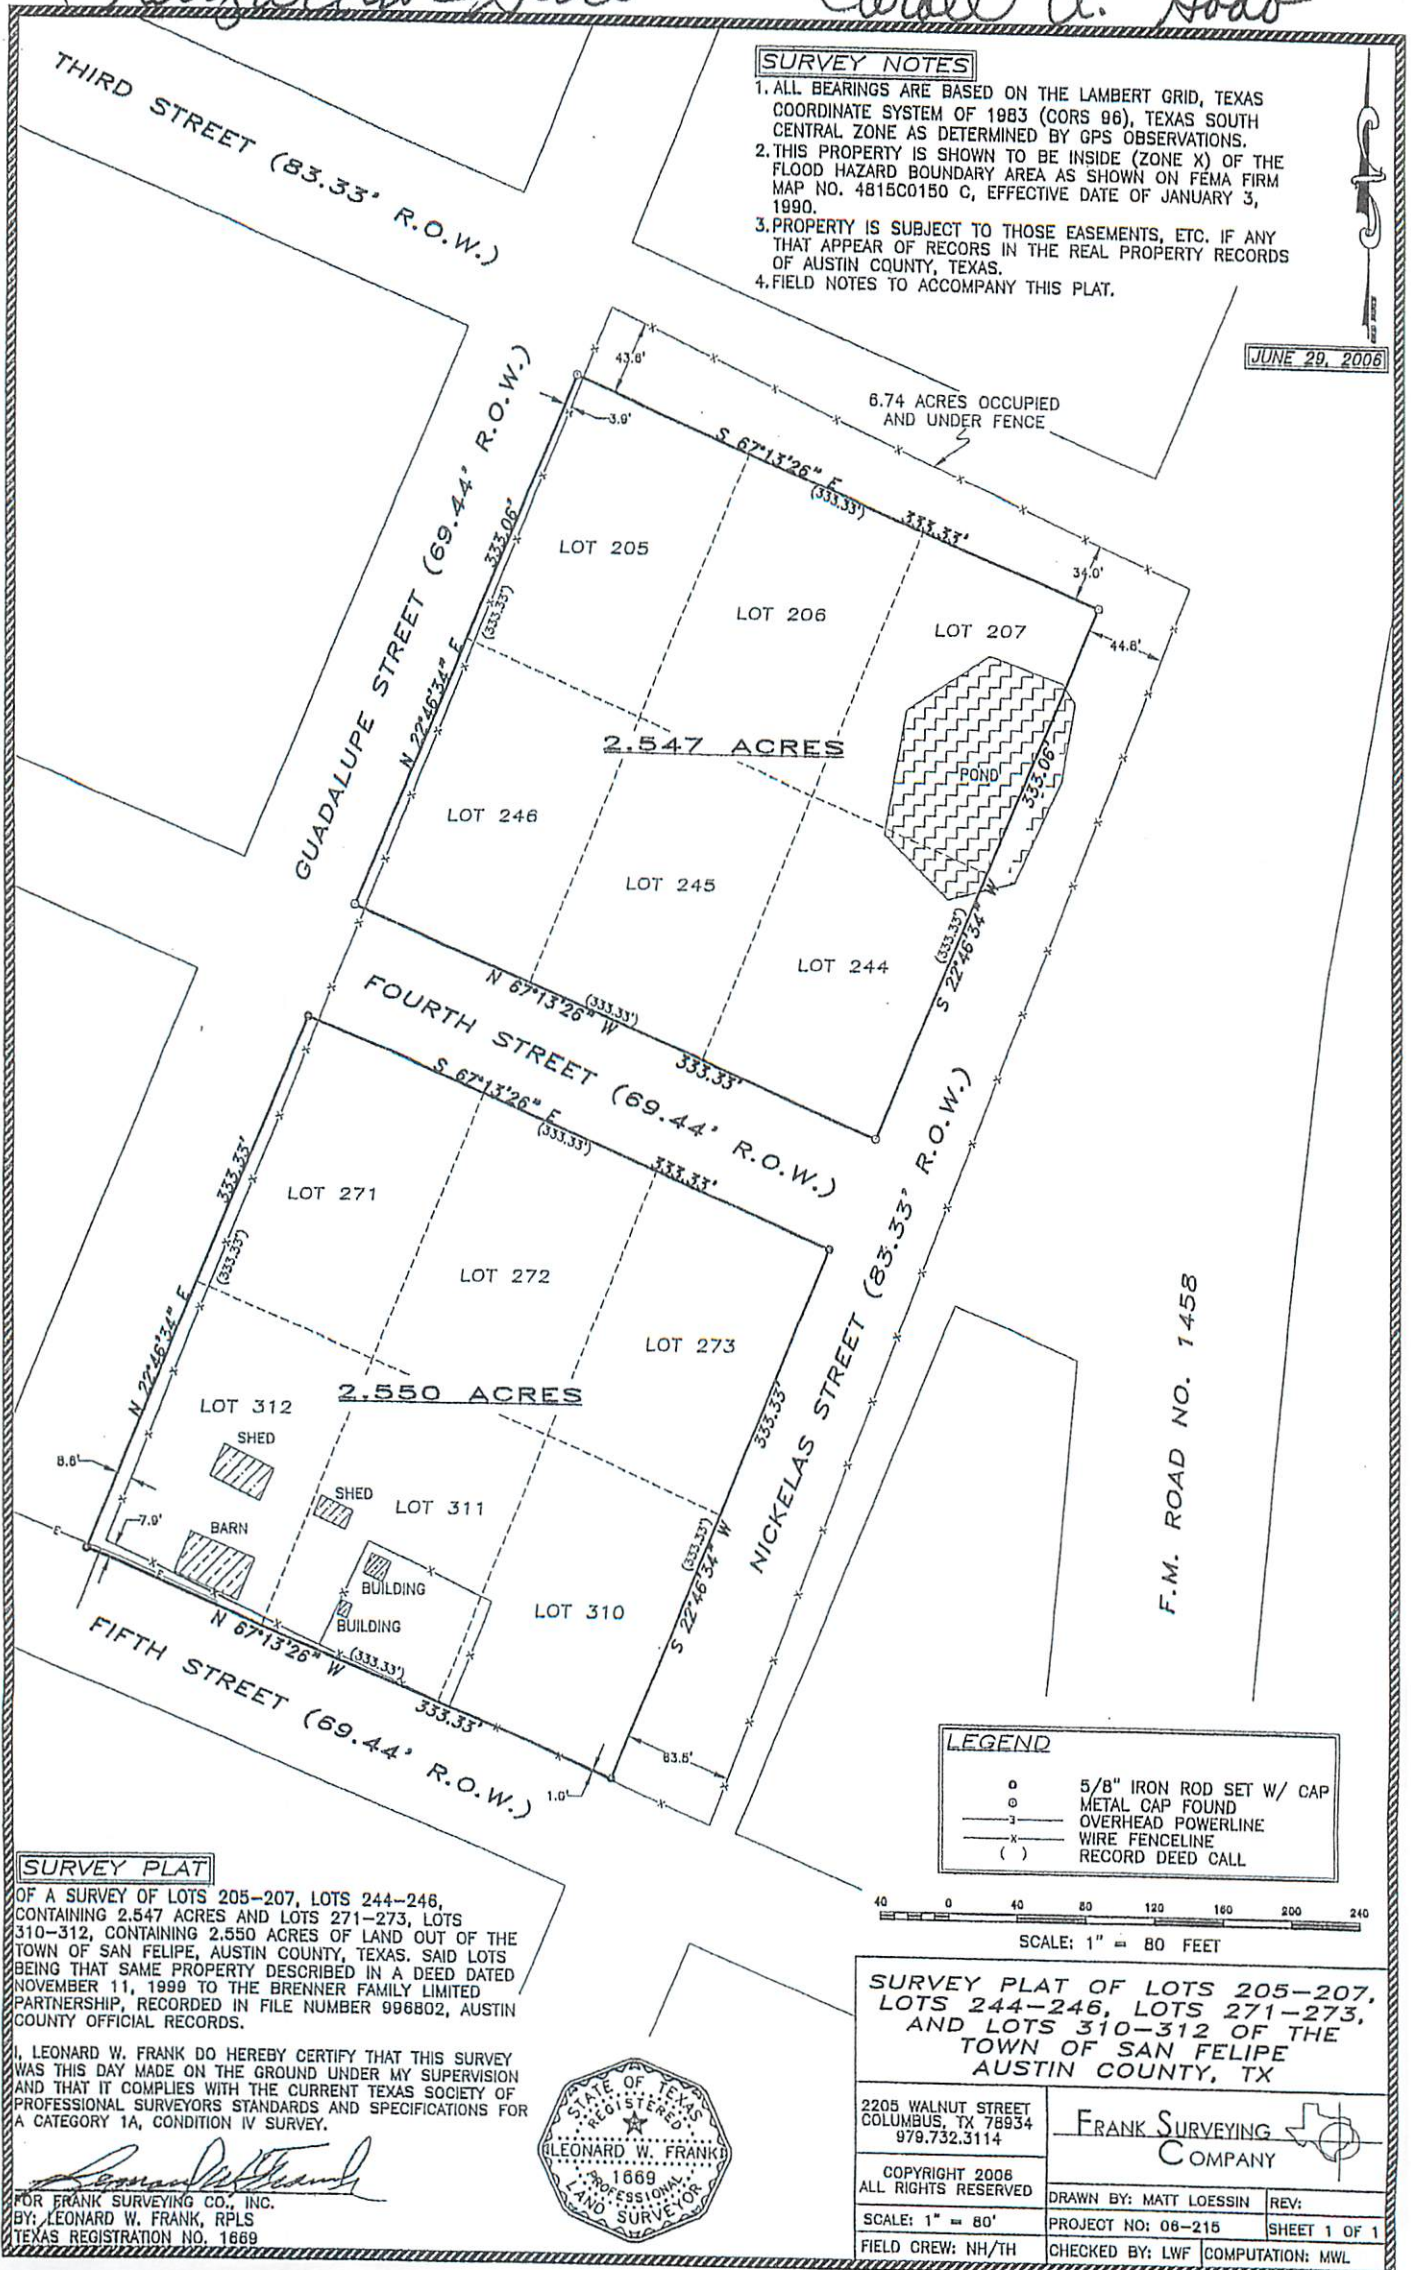 Carole A.
THIRD STREET (83.33' R.O.W.)
SURVEY NOTES
1. ALL BEARINGS ARE BASED ON THE LAMBERT GRID, TEXAS
COORDINATE SYSTEM OF 1983 (CORS 96), TEXAS SOUTH
CENTRAL ZONE AS DETERMINED BY GPS OBSERVATIONS.
2. THIS PROPERTY IS SHOWN TO BE INSIDE (ZONE X) OF THE
FLOOD HAZARD BOUNDARY AREA AS SHOWN ON FEMA FIRM
MAP NO. 4815C0150 C, EFFECTIVE DATE OF JANUARY 3,
1990.
3. PROPERTY IS SUBJECT TO THOSE EASEMENTS, ETC. IF ANY
THAT APPEAR OF RECORS IN THE REAL PROPERTY RECORDS
OF AUSTIN COUNTY, TEXAS.
4. FIELD NOTES TO ACCOMPANY THIS PLAT.
JUNE 29, 2006
43.6'
3.9'
6.74 ACRES OCCUPIED
AND UNDER FENCE
S 67°13'26" E
(333.33')
333.33'
34.0'
44.8'
GUADALUPE STREET (69.44' R.O.W.)
N 22°46'34" E
(333.33')
333.06'
LOT 205
LOT 206
LOT 207
2.547 ACRES
POND
333.06'
(333.33')
S 22°46'34" W
LOT 246
LOT 245
LOT 244
N 67°13'26" W
(333.33')
333.33'
FOURTH STREET (69.44' R.O.W.)
S 67°13'26" E
(333.33')
333.33'
333.33'
(333.33')
N 22°46'34" E
LOT 271
LOT 272
LOT 273
2.550 ACRES
333.33'
(333.33')
S 22°46'34" W
NICKELAS STREET (83.33' R.O.W.)
F.M. ROAD NO. 1458
LOT 312
SHED
SHED
LOT 311
8.6'
7.9'
BARN
BUILDING
BUILDING
LOT 310
N 67°13'26" W
(333.33')
333.33'
83.5'
1.0'
FIFTH STREET (69.44' R.O.W.)
LEGEND
5/8" IRON ROD SET W/ CAP
METAL CAP FOUND
OVERHEAD POWERLINE
WIRE FENCELINE
( ) RECORD DEED CALL
40 0 40 80 120 160 200 240
SCALE: 1" = 80 FEET
SURVEY PLAT
OF A SURVEY OF LOTS 205-207, LOTS 244-246,
CONTAINING 2.547 ACRES AND LOTS 271-273, LOTS
310-312, CONTAINING 2.550 ACRES OF LAND OUT OF THE
TOWN OF SAN FELIPE, AUSTIN COUNTY, TEXAS. SAID LOTS
BEING THAT SAME PROPERTY DESCRIBED IN A DEED DATED
NOVEMBER 11, 1999 TO THE BRENNER FAMILY LIMITED
PARTNERSHIP, RECORDED IN FILE NUMBER 996802, AUSTIN
COUNTY OFFICIAL RECORDS.
I, LEONARD W. FRANK DO HEREBY CERTIFY THAT THIS SURVEY
WAS THIS DAY MADE ON THE GROUND UNDER MY SUPERVISION
AND THAT IT COMPLIES WITH THE CURRENT TEXAS SOCIETY OF
PROFESSIONAL SURVEYORS STANDARDS AND SPECIFICATIONS FOR
A CATEGORY 1A, CONDITION IV SURVEY.
FOR FRANK SURVEYING CO., INC.
BY: LEONARD W. FRANK, RPLS
TEXAS REGISTRATION NO. 1669
STATE OF TEXAS
REGISTERED
LEONARD W. FRANK
1669
PROFESSIONAL
LAND SURVEYOR
SURVEY PLAT OF LOTS 205-207,
LOTS 244-246, LOTS 271-273,
AND LOTS 310-312 OF THE
TOWN OF SAN FELIPE
AUSTIN COUNTY, TX
2205 WALNUT STREET
COLUMBUS, TX 78934
979.732.3114
FRANK SURVEYING
COMPANY
COPYRIGHT 2006
ALL RIGHTS RESERVED
DRAWN BY: MATT LOESSIN REV:
SCALE: 1" = 80' PROJECT NO: 06-215 SHEET 1 OF 1
FIELD CREW: NH/TH CHECKED BY: LWF COMPUTATION: MWL